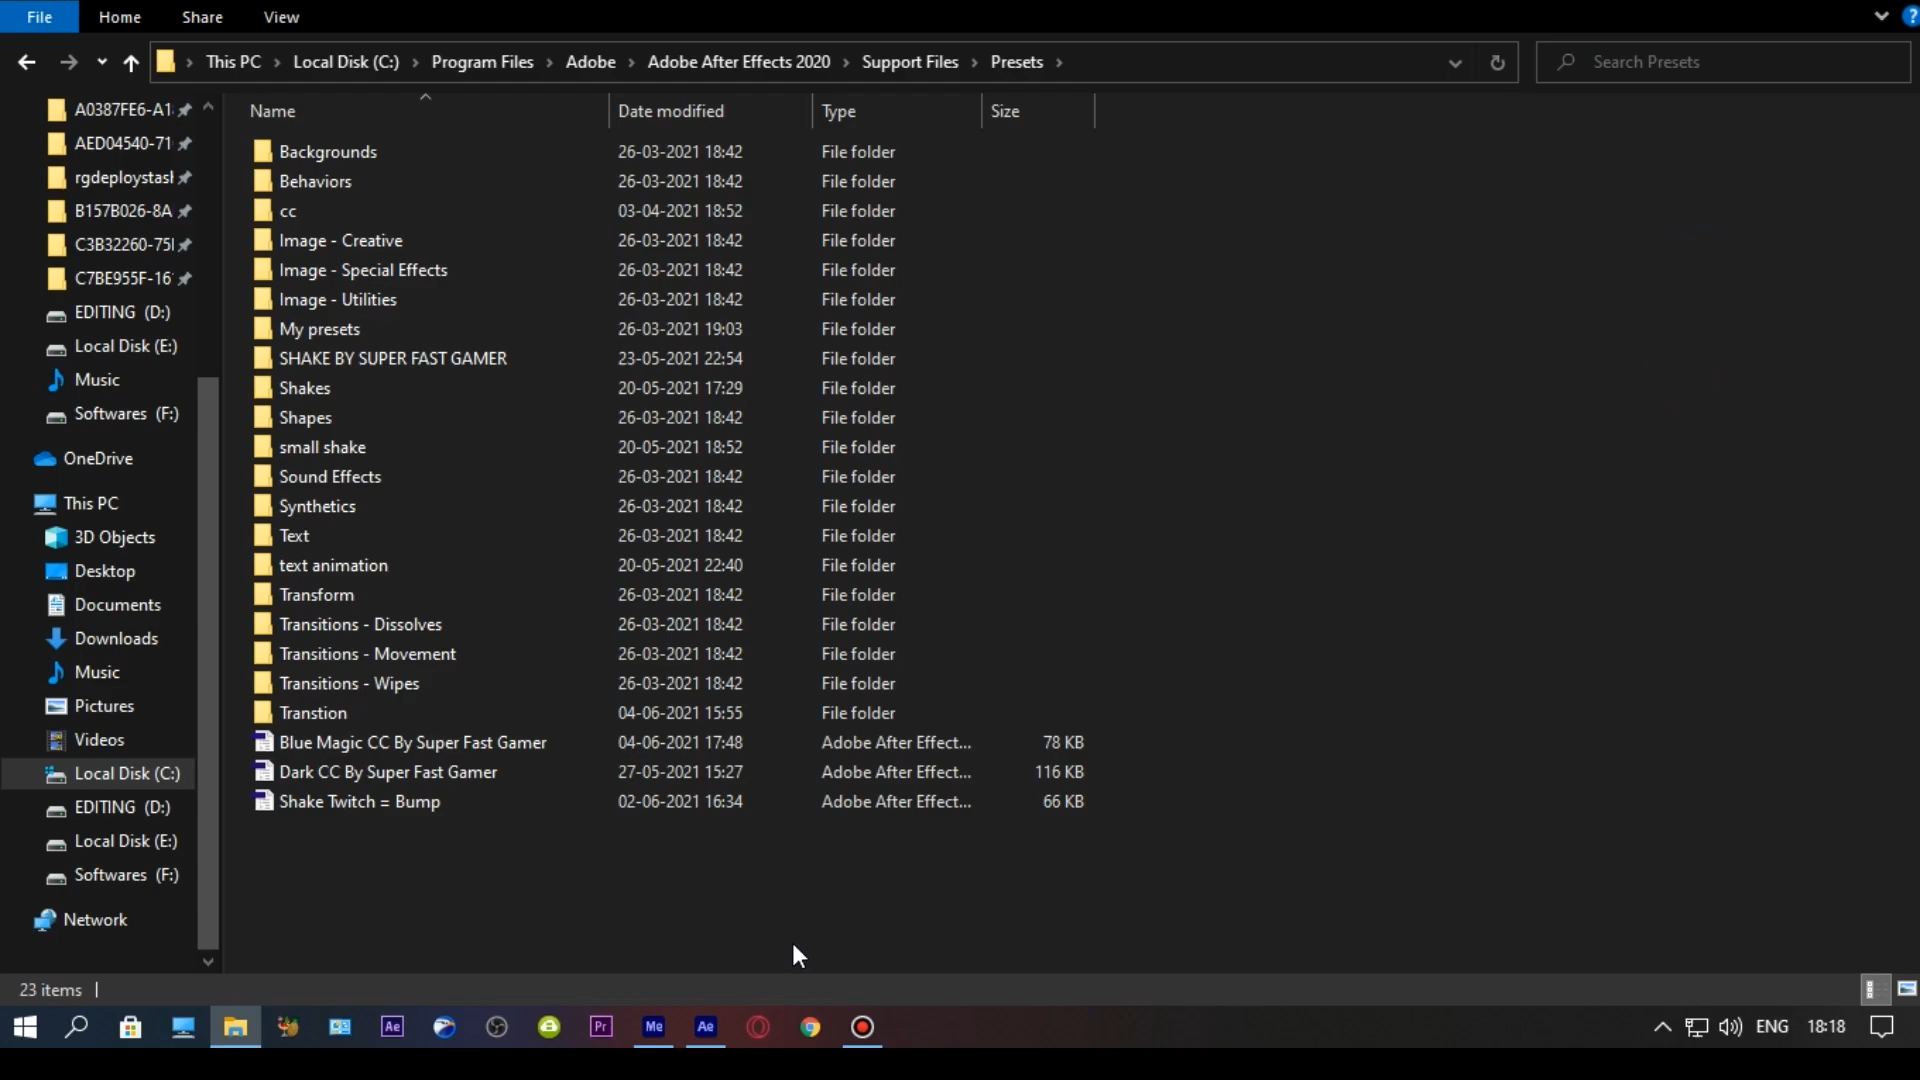 File Home Share View
This PC > Local Disk (C:) > Program Files > Adobe > Adobe After Effects 2020 > Support Files > Presets >
Search Presets
A0387FE6-A1
AED04540-71
rgdeploystasl
B157B026-8A
C3B32260-75
C7BE955F-16
EDITING (D:)
Local Disk (E:)
Music
Softwares (F:)
OneDrive
This PC
3D Objects
Desktop
Documents
Downloads
Music
Pictures
Videos
Local Disk (C:)
EDITING (D:)
Local Disk (E:)
Softwares (F:)
Network
Name Date modified Type Size
Backgrounds 26-03-2021 18:42 File folder
Behaviors 26-03-2021 18:42 File folder
cc 03-04-2021 18:52 File folder
Image - Creative 26-03-2021 18:42 File folder
Image - Special Effects 26-03-2021 18:42 File folder
Image - Utilities 26-03-2021 18:42 File folder
My presets 26-03-2021 19:03 File folder
SHAKE BY SUPER FAST GAMER 23-05-2021 22:54 File folder
Shakes 20-05-2021 17:29 File folder
Shapes 26-03-2021 18:42 File folder
small shake 20-05-2021 18:52 File folder
Sound Effects 26-03-2021 18:42 File folder
Synthetics 26-03-2021 18:42 File folder
Text 26-03-2021 18:42 File folder
text animation 20-05-2021 22:40 File folder
Transform 26-03-2021 18:42 File folder
Transitions - Dissolves 26-03-2021 18:42 File folder
Transitions - Movement 26-03-2021 18:42 File folder
Transitions - Wipes 26-03-2021 18:42 File folder
Transtion 04-06-2021 15:55 File folder
Blue Magic CC By Super Fast Gamer 04-06-2021 17:48 Adobe After Effect... 78 KB
Dark CC By Super Fast Gamer 27-05-2021 15:27 Adobe After Effect... 116 KB
Shake Twitch = Bump 02-06-2021 16:34 Adobe After Effect... 66 KB
23 items
Ae Pr Me Ae ENG 18:18